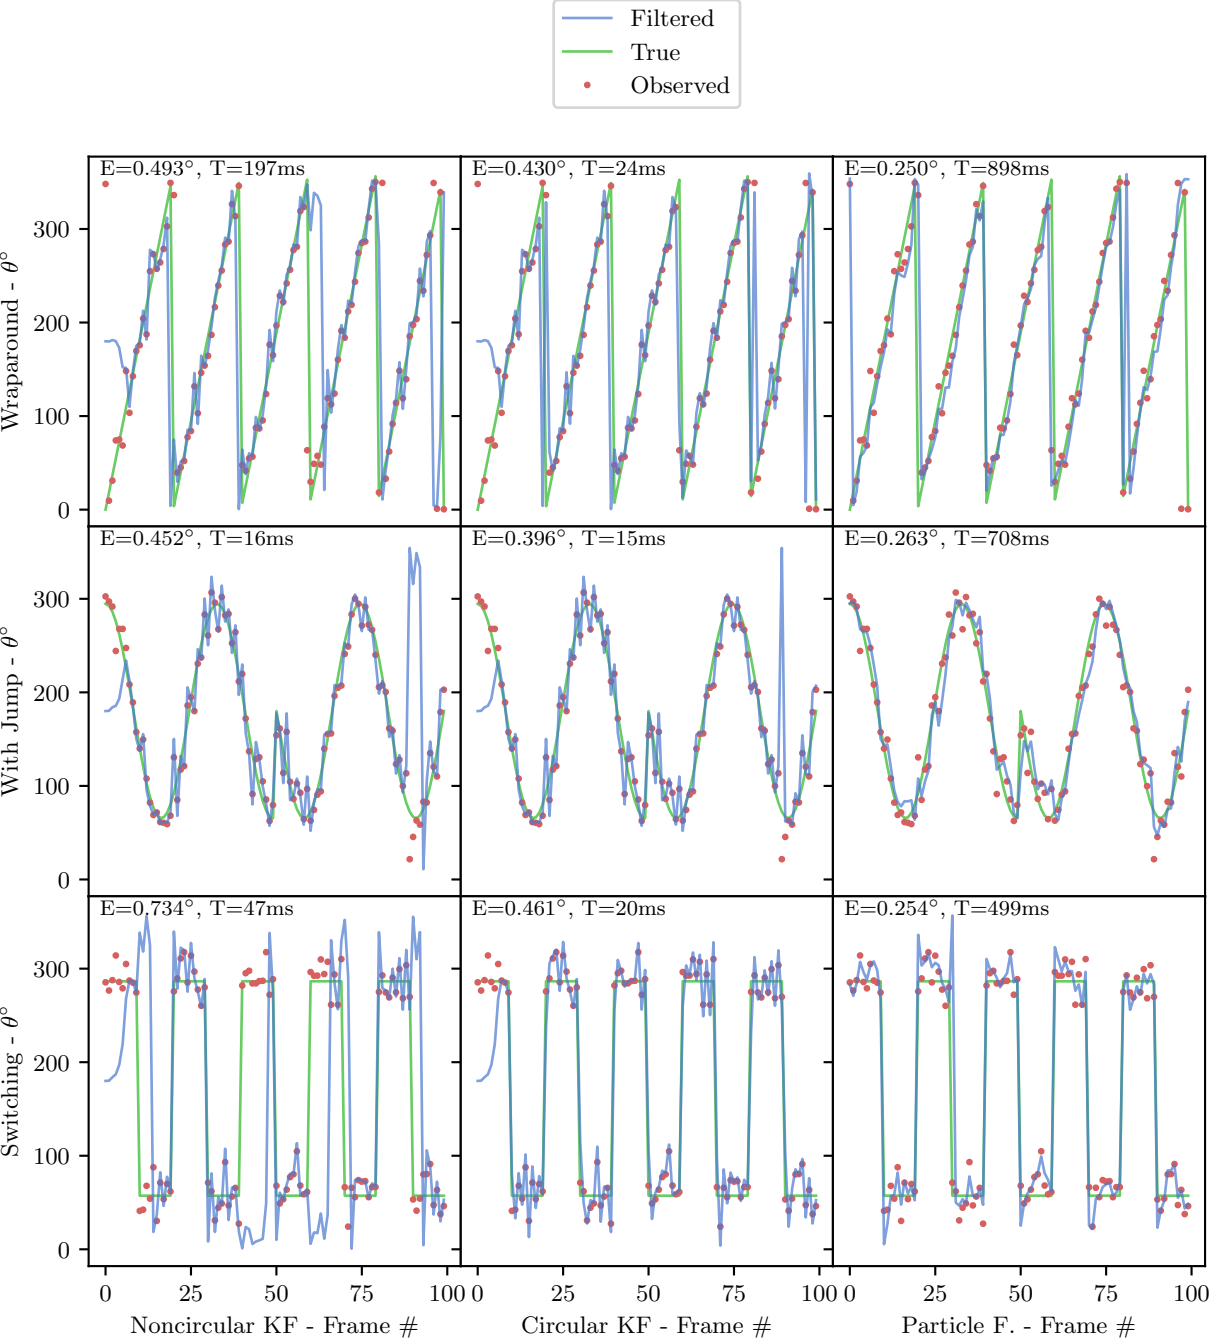 Filtered
True
Observed
E=0.493°, T=197ms
E=0.430°, T=24ms
E=0.250°, T=898ms
Wraparound - θ°
300
200
100
0
E=0.452°, T=16ms
E=0.396°, T=15ms
E=0.263°, T=708ms
With Jump - θ°
300
200
100
0
E=0.734°, T=47ms
E=0.461°, T=20ms
E=0.254°, T=499ms
Switching - θ°
300
200
100
0
0 25 50 75 100 0 25 50 75 100 0 25 50 75 100
Noncircular KF - Frame # Circular KF - Frame # Particle F. - Frame #